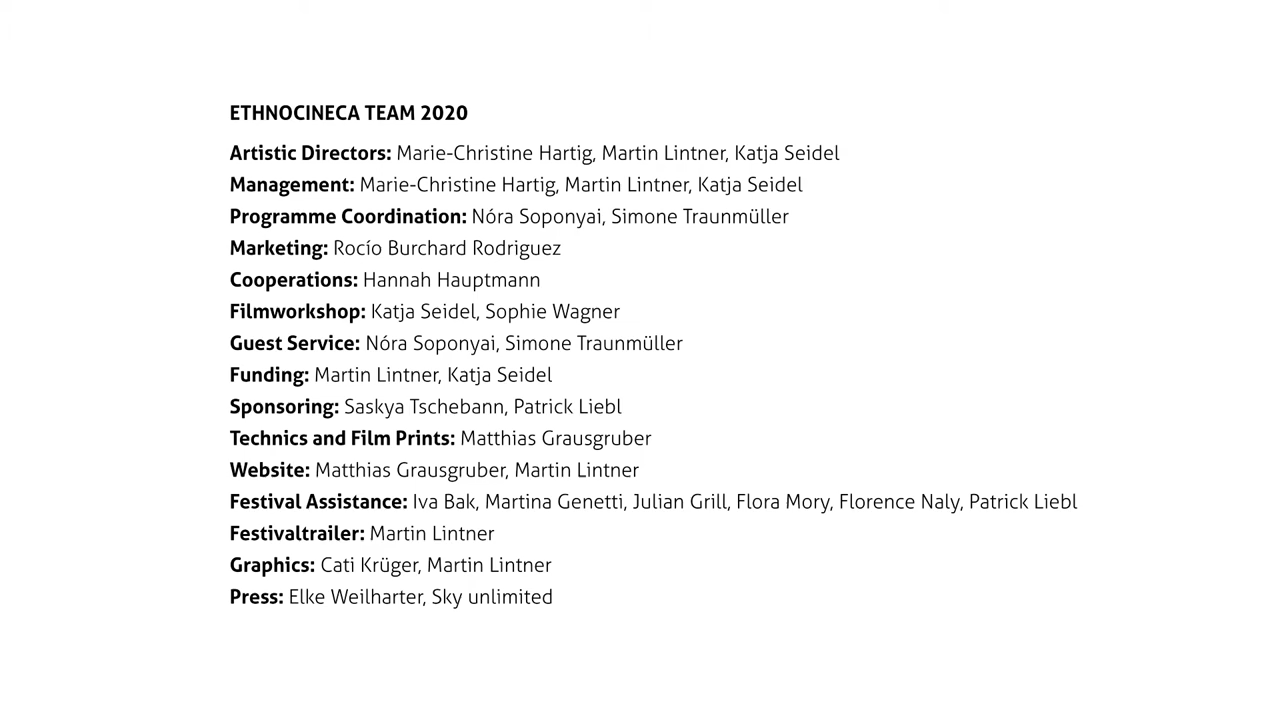 ETHNOCINECA TEAM 2020
Artistic Directors: Marie-Christine Hartig, Martin Lintner, Katja Seidel
Management: Marie-Christine Hartig, Martin Lintner, Katja Seidel
Programme Coordination: Nóra Soponyai, Simone Traunmüller
Marketing: Rocío Burchard Rodriguez
Cooperations: Hannah Hauptmann
Filmworkshop: Katja Seidel, Sophie Wagner
Guest Service: Nóra Soponyai, Simone Traunmüller
Funding: Martin Lintner, Katja Seidel
Sponsoring: Saskya Tschebann, Patrick Liebl
Technics and Film Prints: Matthias Grausgruber
Website: Matthias Grausgruber, Martin Lintner
Festival Assistance: Iva Bak, Martina Genetti, Julian Grill, Flora Mory, Florence Naly, Patrick Liebl
Festivaltrailer: Martin Lintner
Graphics: Cati Krüger, Martin Lintner
Press: Elke Weilharter, Sky unlimited